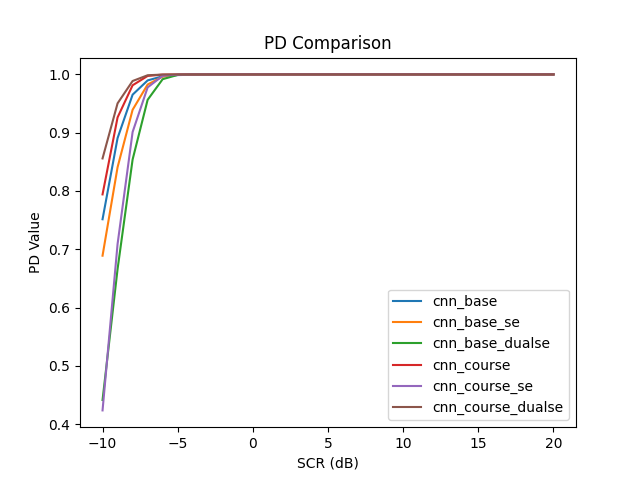 PD Comparison
1.0
0.9
0.8
0.7
0.6
0.5
0.4
PD Value
cnn_base
cnn_base_se
cnn_base_dualse
cnn_course
cnn_course_se
cnn_course_dualse
−10
−5
0
5
10
15
20
SCR (dB)